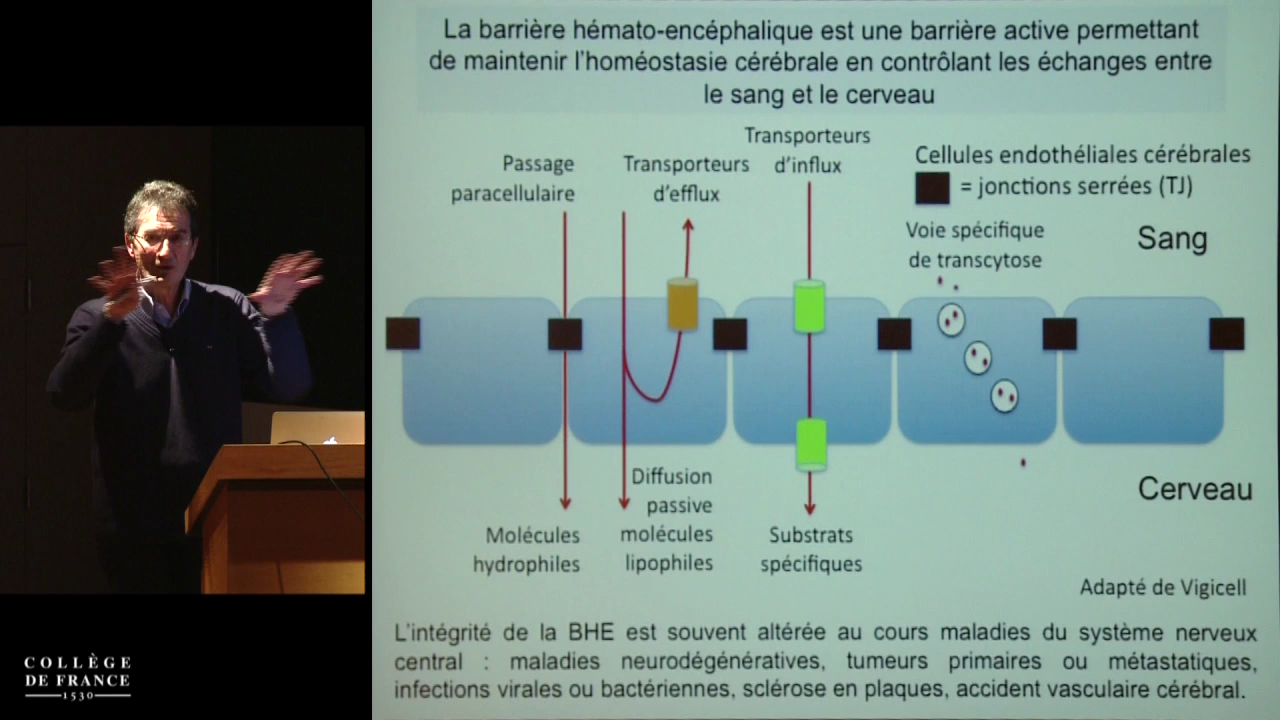 La barrière hémato-encéphalique est une barrière active permettant
de maintenir l'homéostasie cérébrale en contrôlant les échanges entre
le sang et le cerveau
Passage
paracellulaire
Transporteurs
d'efflux
Transporteurs
d'influx
Cellules endothéliales cérébrales
= jonctions serrées (TJ)
Voie spécifique
de transcytose
Sang
Cerveau
Molécules
hydrophiles
Diffusion
passive
molécules
lipophiles
Substrats
spécifiques
Adapté de Vigicell
L'intégrité de la BHE est souvent altérée au cours maladies du système nerveux
central : maladies neurodégénératives, tumeurs primaires ou métastatiques,
infections virales ou bactériennes, sclérose en plaques, accident vasculaire cérébral.
COLLÈGE
DE FRANCE
1530